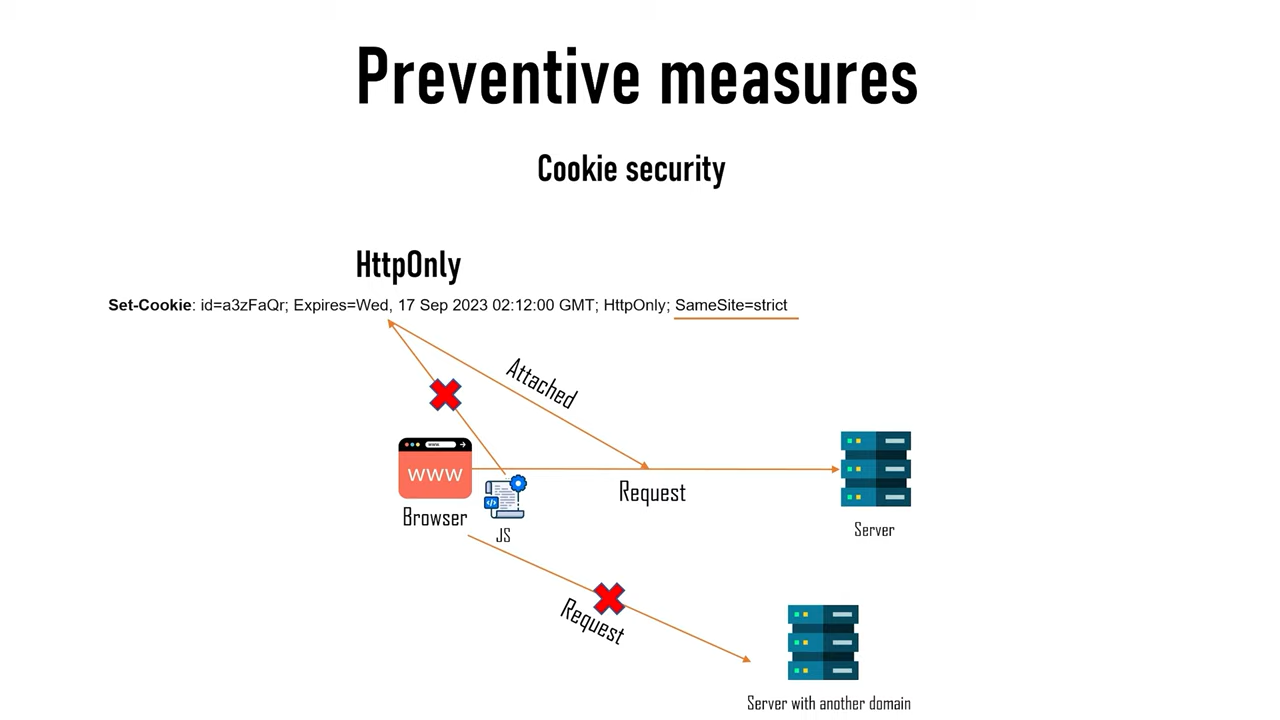 Preventive measures
Cookie security
HttpOnly
Set-Cookie: id=a3zFaQr; Expires=Wed, 17 Sep 2023 02:12:00 GMT; HttpOnly; SameSite=strict
Attached
www
WWW
Browser
</>
JS
Request
Server
Request
Server with another domain